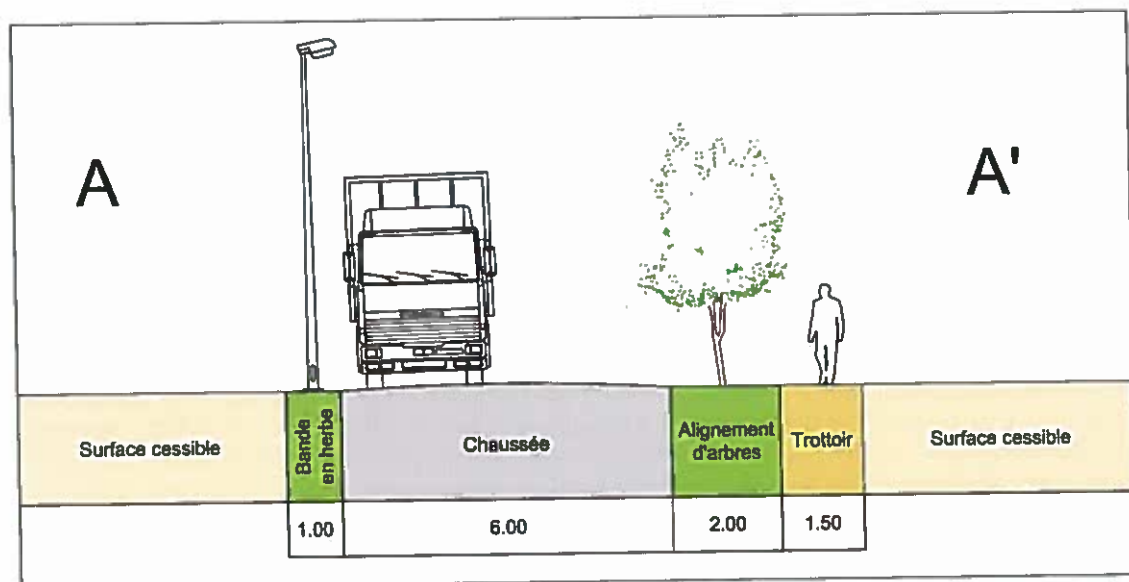 A
A'
Surface cessible
Bande
en herbe
Chaussée
Alignement
d'arbres
Trottoir
Surface cessible
1.00
6.00
2.00
1.50